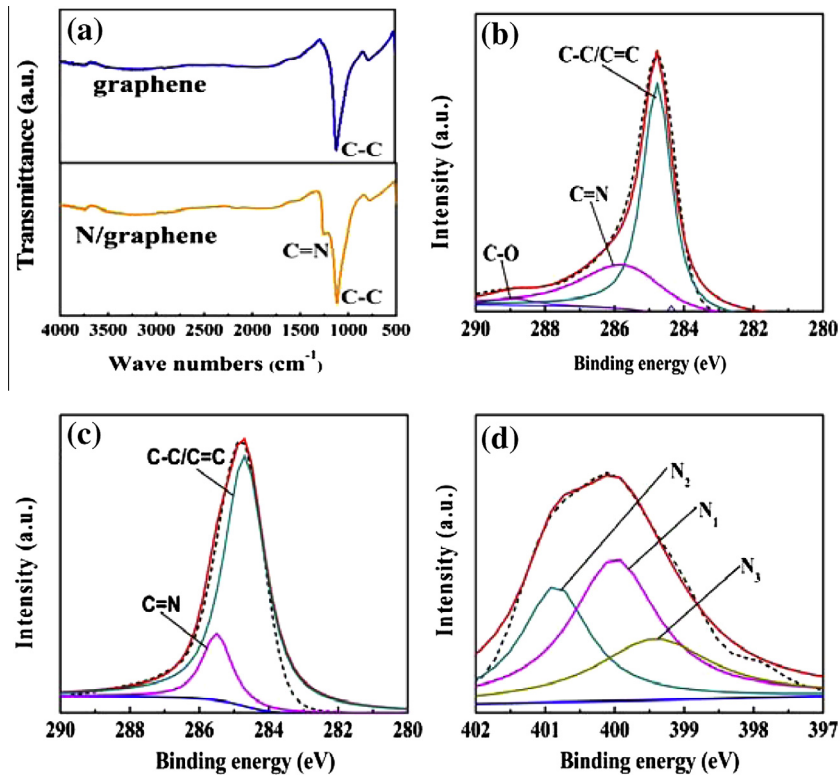 (a)
graphene
C-C
N/graphene
C=N
C-C
Transmittance (a.u.)
4000 3500 3000 2500 2000 1500 1000 500
Wave numbers (cm⁻¹)
(b)
C-C/C=C
C=N
C-O
Intensity (a.u.)
290 288 286 284 282 280
Binding energy (eV)
(c)
C-C/C=C
C=N
Intensity (a.u.)
290 288 286 284 282 280
Binding energy (eV)
(d)
N₂
N₁
N₃
Intensity (a.u.)
402 401 400 399 398 397
Binding energy (eV)